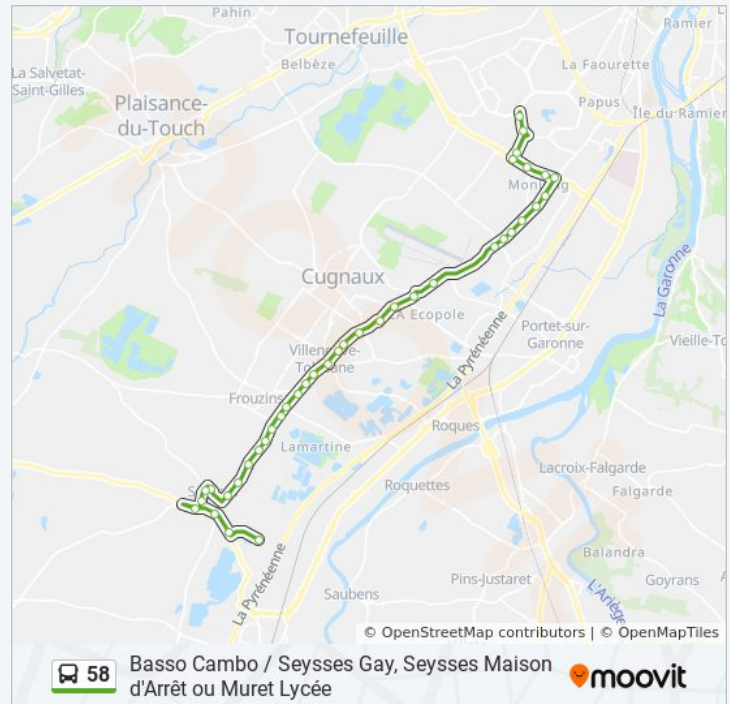 Pahin
Tournefeuille
Ramier
Belbèze
La Faourette
La Salvetat-
Saint-Gilles
Plaisance-
du-Touch
Papus
Île du Ramier
Cugnaux
La Garonne
Ecopole
Portet-sur-
Garonne
Vieille-To
La Pyrénéenne
Frouzins
Roques
Lamartine
Lacroix-Falgarde
Roquettes
Falgarde
Balandra
La Pyrénéenne
Pins-Justaret
Goyrans
Saubens
L'Ariège
© OpenStreetMap contributors | © OpenMapTiles
58 Basso Cambo / Seysses Gay, Seysses Maison
d'Arrêt ou Muret Lycée
moovit